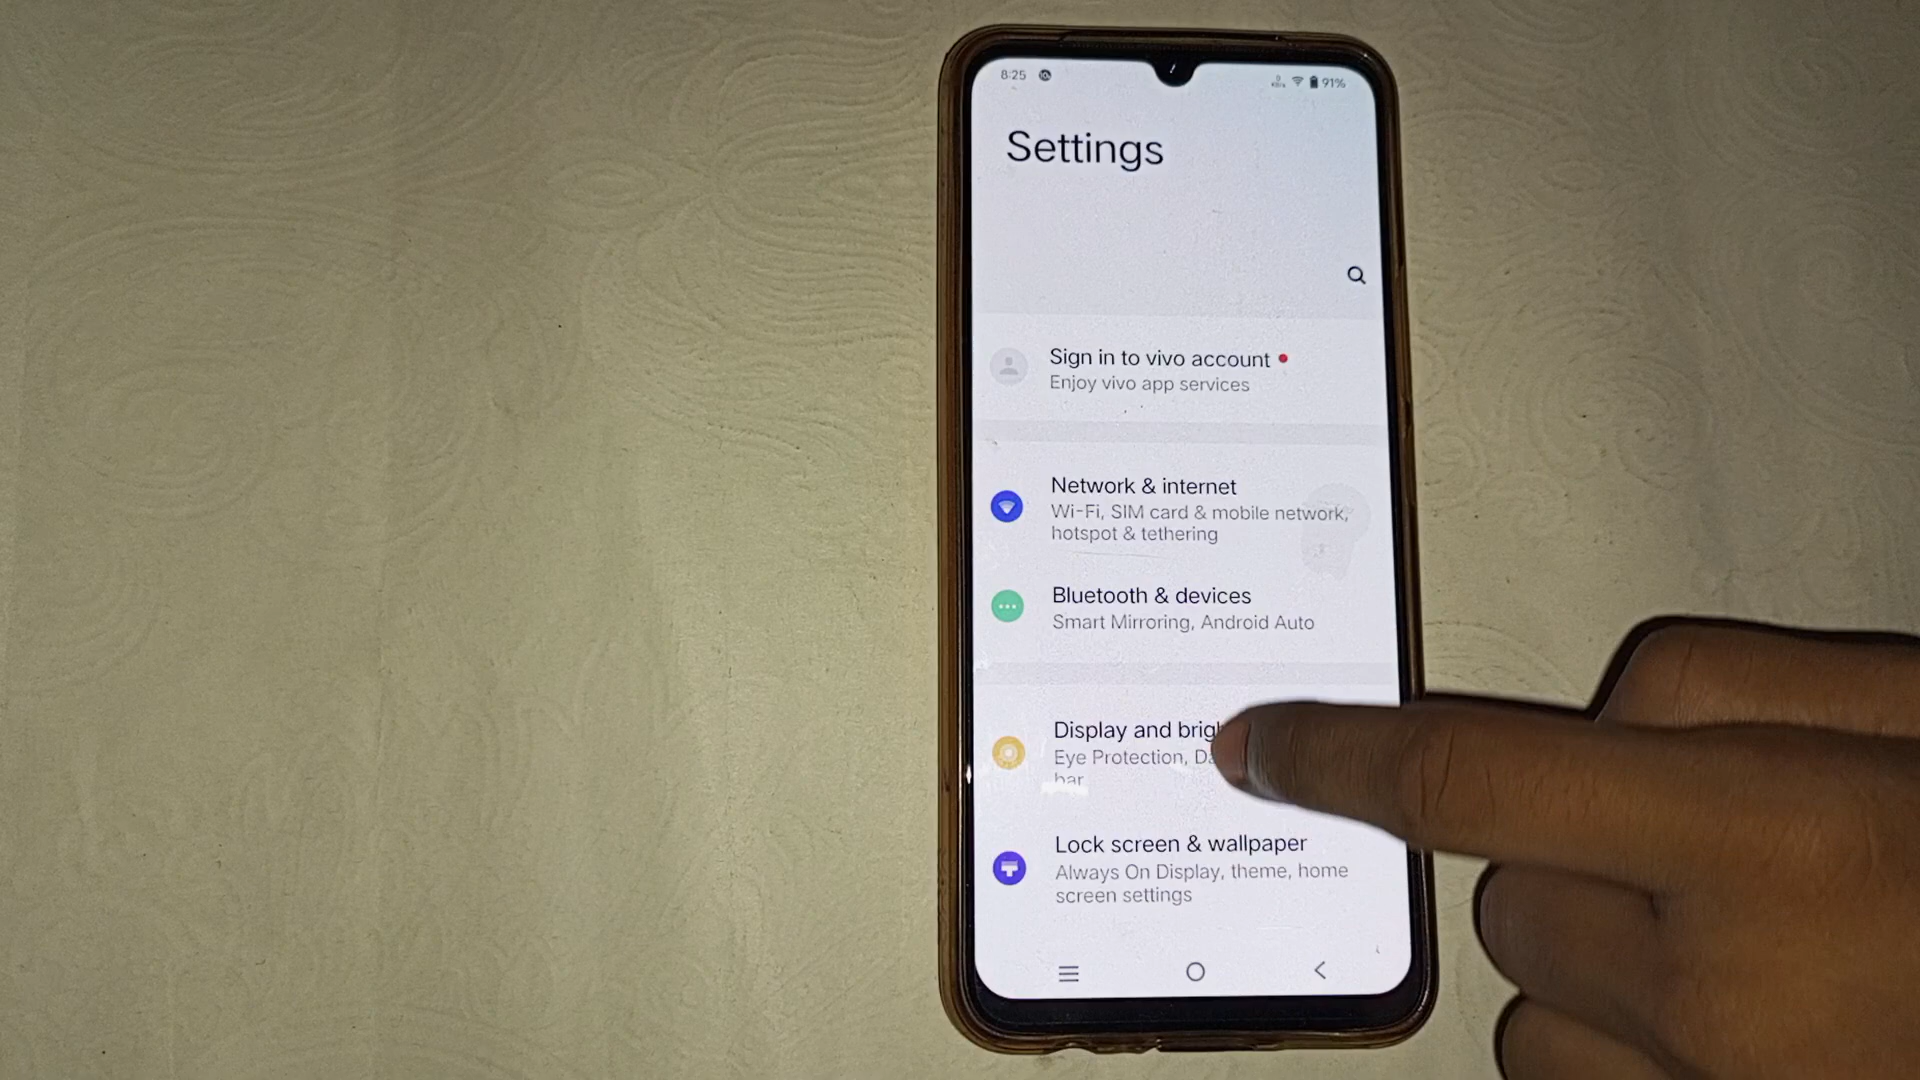 8:25
91%
Settings
Sign in to vivo account
Enjoy vivo app services
Network & internet
Wi-Fi, SIM card & mobile network,
hotspot & tethering
Bluetooth & devices
Smart Mirroring, Android Auto
Display and
Eye Protection,
bar
Lock screen & wallpaper
Always On Display, theme, home
screen settings